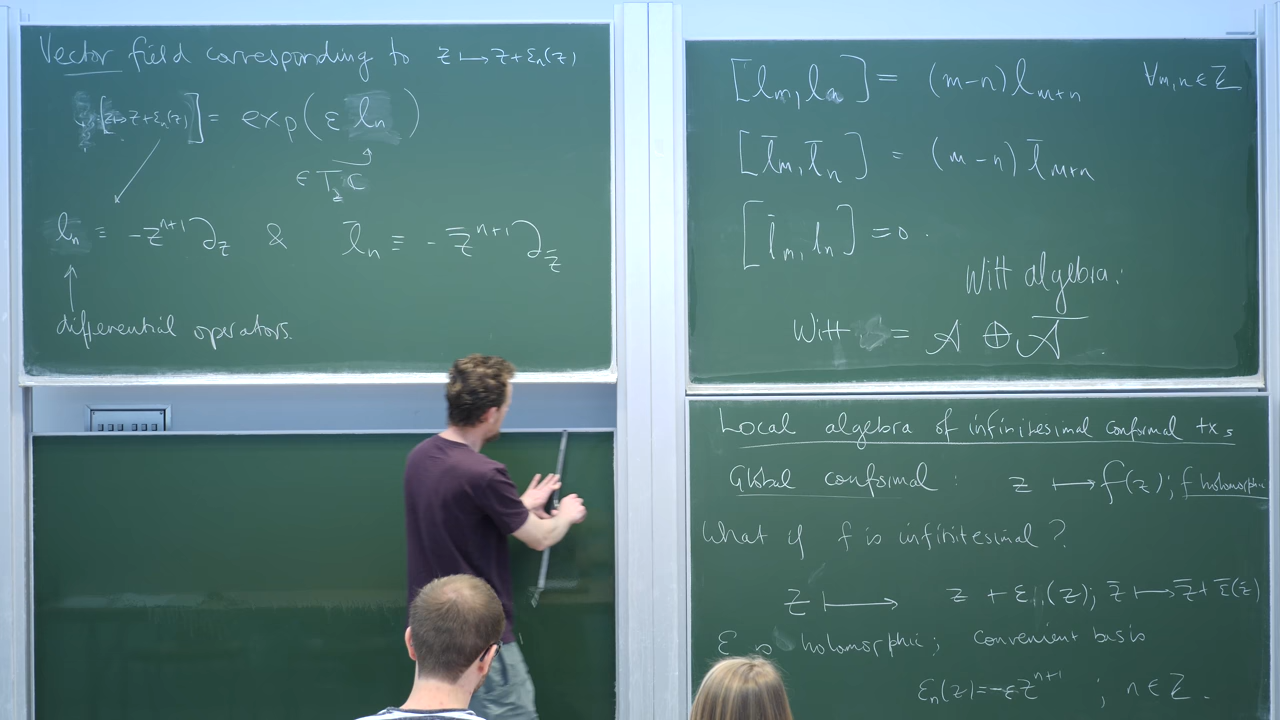 Vector field corresponding to z ⟼ z + ε_n(z)
[z ↦ z + ε_n(z)] = exp(ε l_n)
∈ T_z ℂ
l_n ≡ -z^{n+1} ∂_z & l̄_n ≡ -z̄^{n+1} ∂_z̄
differential operators.
[l_m, l_n] = (m-n) l_{m+n} ∀ m, n ∈ ℤ
[l̄_m, l̄_n] = (m-n) l̄_{m+n}
[l̄_m, l_n] = 0.
Witt algebra:
Witt = 𝒜 ⊕ 𝒜̄.
Local algebra of infinitesimal conformal txs
Global conformal : z ⟼ f(z); f holomorphic
What if f is infinitesimal?
z ⟼ z + ε(z); z̄ ⟼ z̄ + ε̄(z̄)
ε is holomorphic; convenient basis
ε_n(z) = -εz^{n+1} ; n ∈ ℤ.